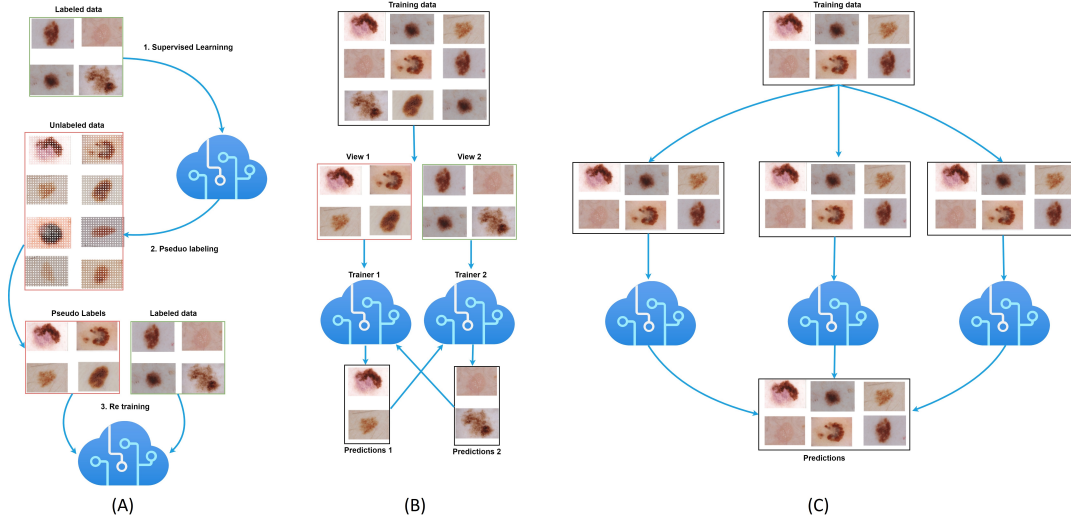 Labeled data
1. Supervised Learninng
Unlabeled data
2. Pseduo labeling
Pseudo Labels
Labeled data
3. Re training
(A)
Training data
View 1
View 2
Trainer 1
Trainer 2
Predictions 1
Predictions 2
(B)
Training data
Predictions
(C)